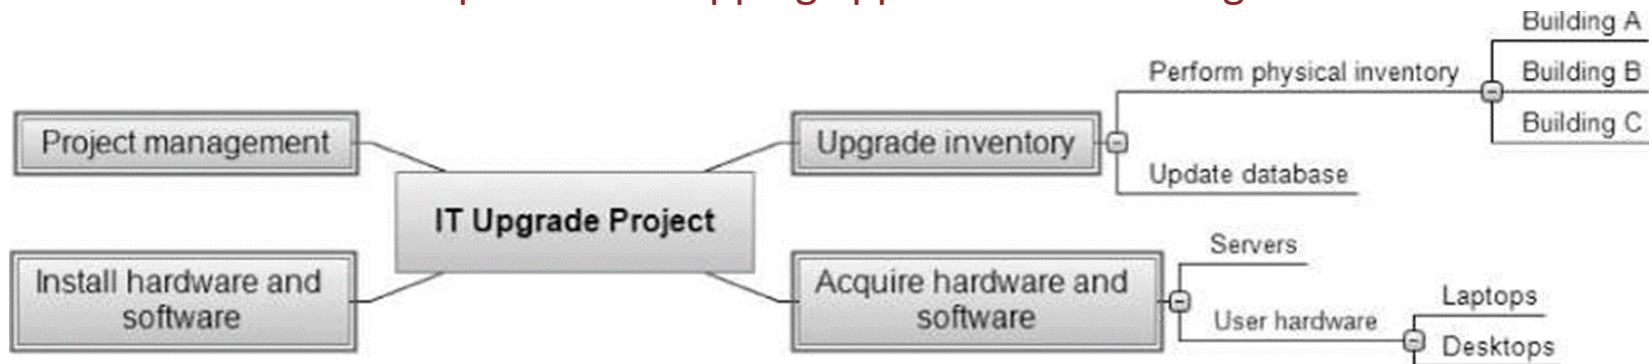 Building A
Perform physical inventory
Building B
Building C
Project management
Upgrade inventory
Update database
IT Upgrade Project
Servers
Install hardware and
software
Acquire hardware and
software
User hardware
Laptops
Desktops